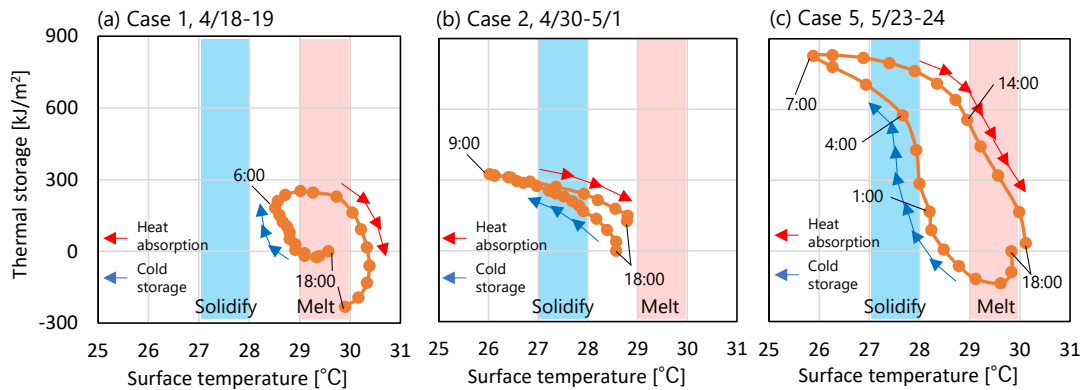 (a) Case 1, 4/18-19
(b) Case 2, 4/30-5/1
(c) Case 5, 5/23-24
Thermal storage [kJ/m²]
900
600
300
0
-300
6:00
18:00
Heat
absorption
Cold
storage
Solidify
Melt
25 26 27 28 29 30 31
Surface temperature [°C]
9:00
18:00
Heat
absorption
Cold
storage
Solidify
Melt
25 26 27 28 29 30 31
Surface temperature [°C]
7:00
14:00
4:00
1:00
18:00
Heat
absorption
Cold
storage
Solidify
Melt
25 26 27 28 29 30 31
Surface temperature [°C]